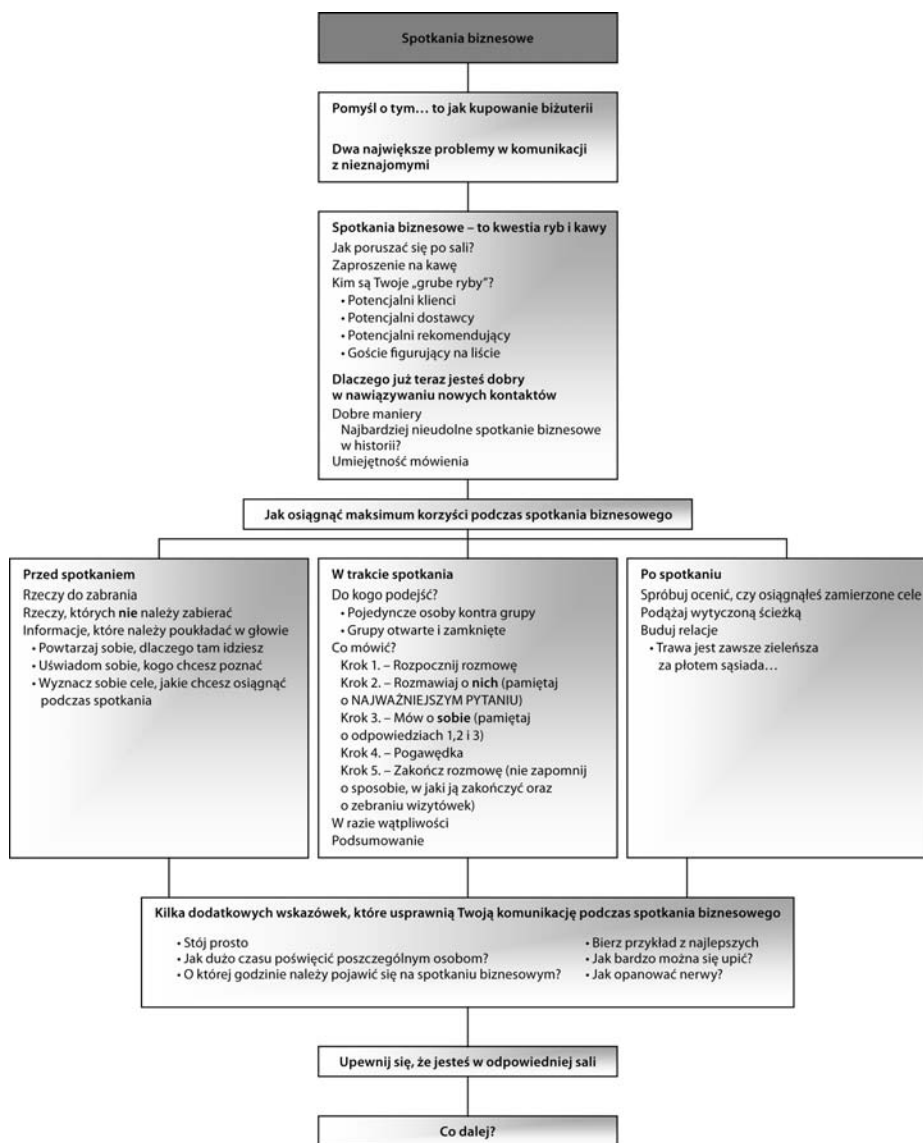 Spotkania biznesowe
Pomyśl o tym… to jak kupowanie biżuterii
Dwa największe problemy w komunikacji
z nieznajomymi
Spotkania biznesowe – to kwestia ryb i kawy
Jak poruszać się po sali?
Zaproszenie na kawę
Kim są Twoje „grube ryby”?
• Potencjalni klienci
• Potencjalni dostawcy
• Potencjalni rekomendujący
• Goście figurujący na liście
Dlaczego już teraz jesteś dobry
w nawiązywaniu nowych kontaktów
Dobre maniery
Najbardziej nieudolne spotkanie biznesowe
w historii?
Umiejętność mówienia
Jak osiągnąć maksimum korzyści podczas spotkania biznesowego
Przed spotkaniem
Rzeczy do zabrania
Rzeczy, których nie należy zabierać
Informacje, które należy poukładać w głowie
• Powtarzaj sobie, dlaczego tam idziesz
• Uświadom sobie, kogo chcesz poznać
• Wyznacz sobie cele, jakie chcesz osiągnąć
podczas spotkania
W trakcie spotkania
Do kogo podejść?
• Pojedyncze osoby kontra grupy
• Grupy otwarte i zamknięte
Co mówić?
Krok 1. – Rozpocznij rozmowę
Krok 2. – Rozmawiaj o nich (pamiętaj
o NAJWAŻNIEJSZYM PYTANIU)
Krok 3. – Mów o sobie (pamiętaj
o odpowiedziach 1,2 i 3)
Krok 4. – Pogawędka
Krok 5. – Zakończ rozmowę (nie zapomnij
o sposobie, w jaki ją zakończyć oraz
o zebraniu wizytówek)
W razie wątpliwości
Podsumowanie
Po spotkaniu
Spróbuj ocenić, czy osiągnąłeś zamierzone cele
Podążaj wytyczoną ścieżką
Buduj relacje
• Trawa jest zawsze zieleńsza
za płotem sąsiada…
Kilka dodatkowych wskazówek, które usprawnią Twoją komunikację podczas spotkania biznesowego
• Stój prosto
• Jak dużo czasu poświęcić poszczególnym osobom?
• O której godzinie należy pojawić się na spotkaniu biznesowym?
• Bierz przykład z najlepszych
• Jak bardzo można się upić?
• Jak opanować nerwy?
Upewnij się, że jesteś w odpowiedniej sali
Co dalej?